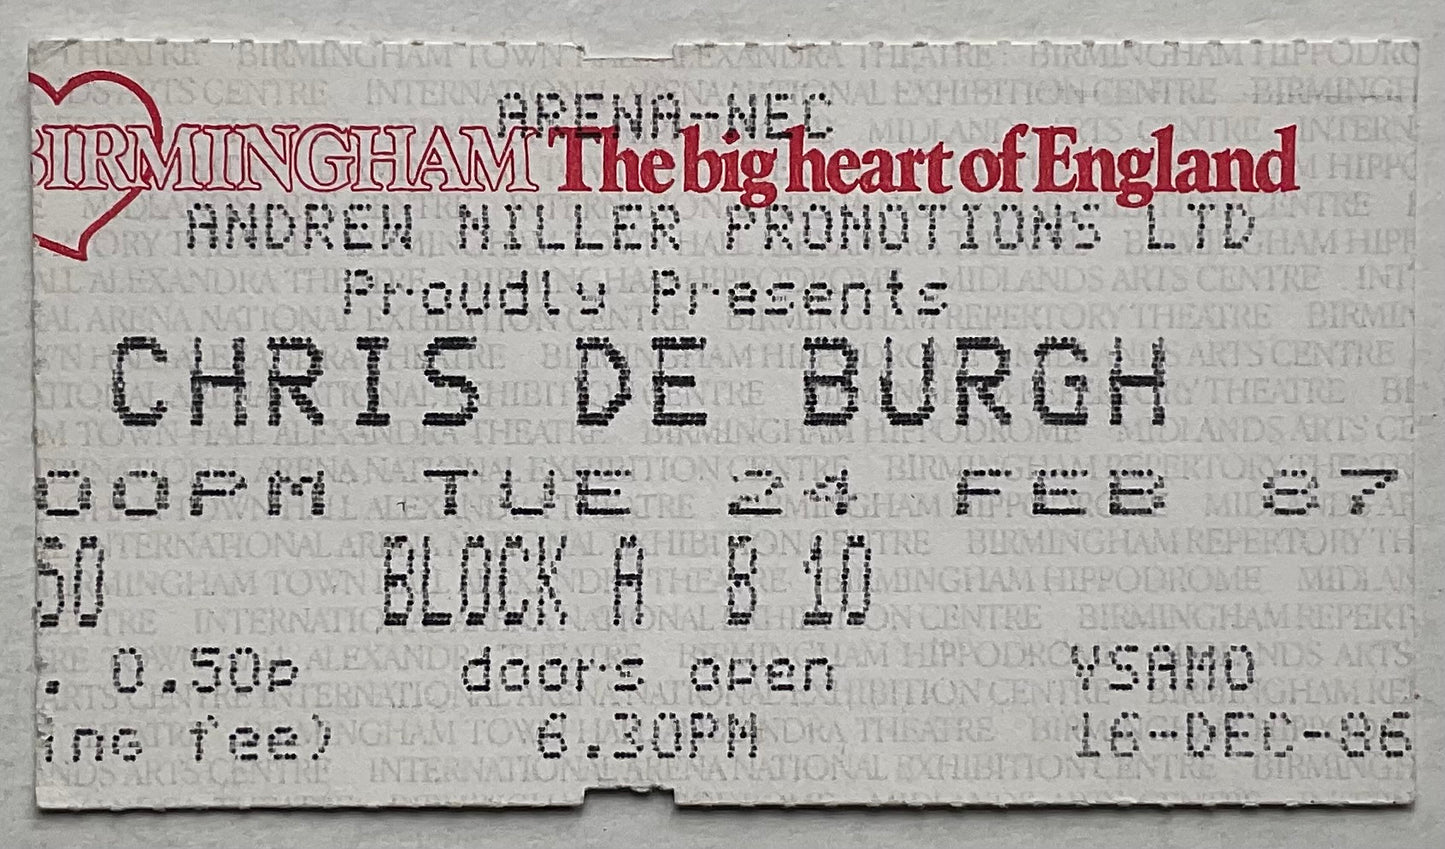 ARENA-NEC
BIRMINGHAM The big heart of England
ANDREW MILLER PROMOTIONS LTD
Proudly Presents
CHRIS DE BURGH
00PM TUE 24 FEB 87
50 BLOCK A B 10
. 0.50p doors open YSAMO
ing fee) 6.30PM 16-DEC-86